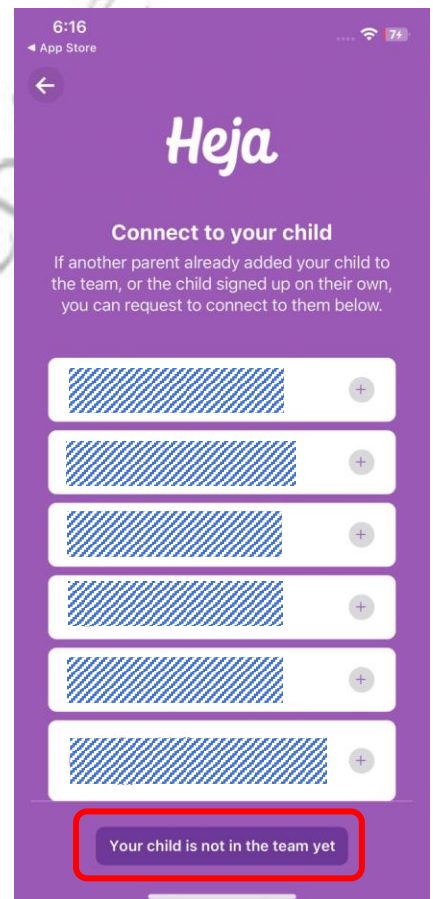 6:16
74
◀ App Store
Heja
Connect to your child
If another parent already added your child to
the team, or the child signed up on their own,
you can request to connect to them below.
Your child is not in the team yet